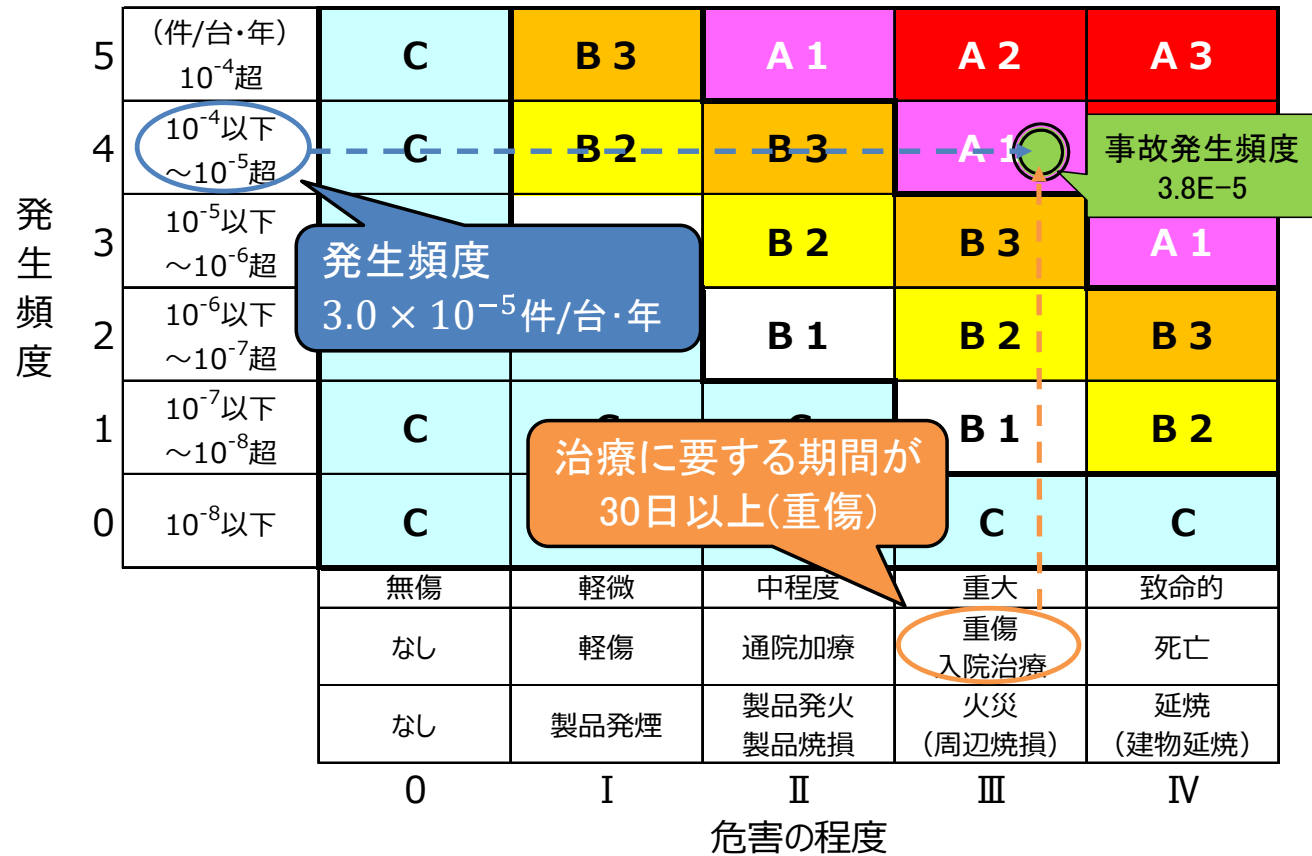 5
(件/台・年)
10⁻⁴超
C
B 3
A 1
A 2
A 3
4
10⁻⁴以下
～10⁻⁵超
C
B 2
B 3
A 1
事故発生頻度
3.8E-5
発生頻度
3
10⁻⁵以下
～10⁻⁶超
B 2
B 3
A 1
発生頻度
3.0 × 10⁻⁵件/台・年
2
10⁻⁶以下
～10⁻⁷超
B 1
B 2
B 3
1
10⁻⁷以下
～10⁻⁸超
C
B 1
B 2
治療に要する期間が
30日以上(重傷)
0
10⁻⁸以下
C
C
C
無傷
軽微
中程度
重大
致命的
なし
軽傷
通院加療
重傷
入院治療
死亡
なし
製品発煙
製品発火
製品焼損
火災
(周辺焼損)
延焼
(建物延焼)
0
Ⅰ
Ⅱ
Ⅲ
Ⅳ
危害の程度